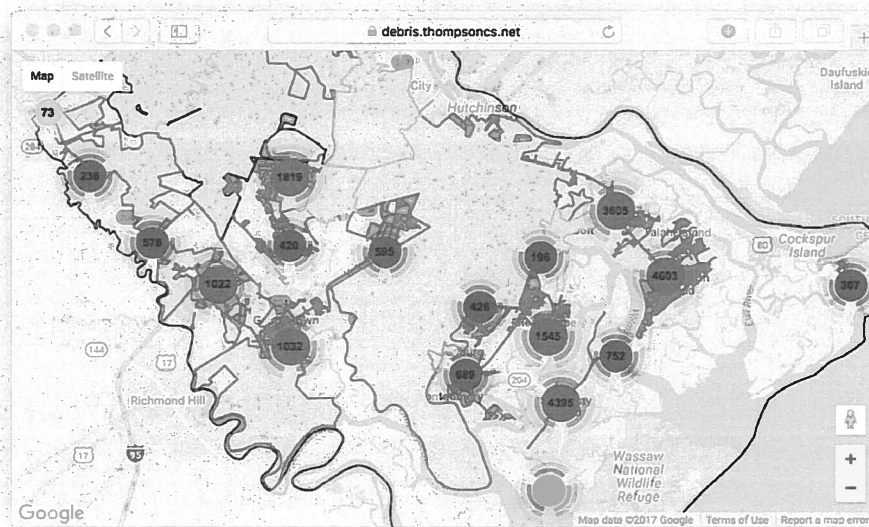 debris.thompsoncs.net
Map Satellite
City
Hutchinson
Daufuskie
Island
73
204
238
1819
3605
578
420
595
196
80
Cockspur
Island
1022
4603
307
426
1545
1032
752
144
17
689
204
4395
Richmond Hill
17
95
Wassaw
National
Wildlife
Refuge
Google
Map data ©2017 Google Terms of Use Report a map error